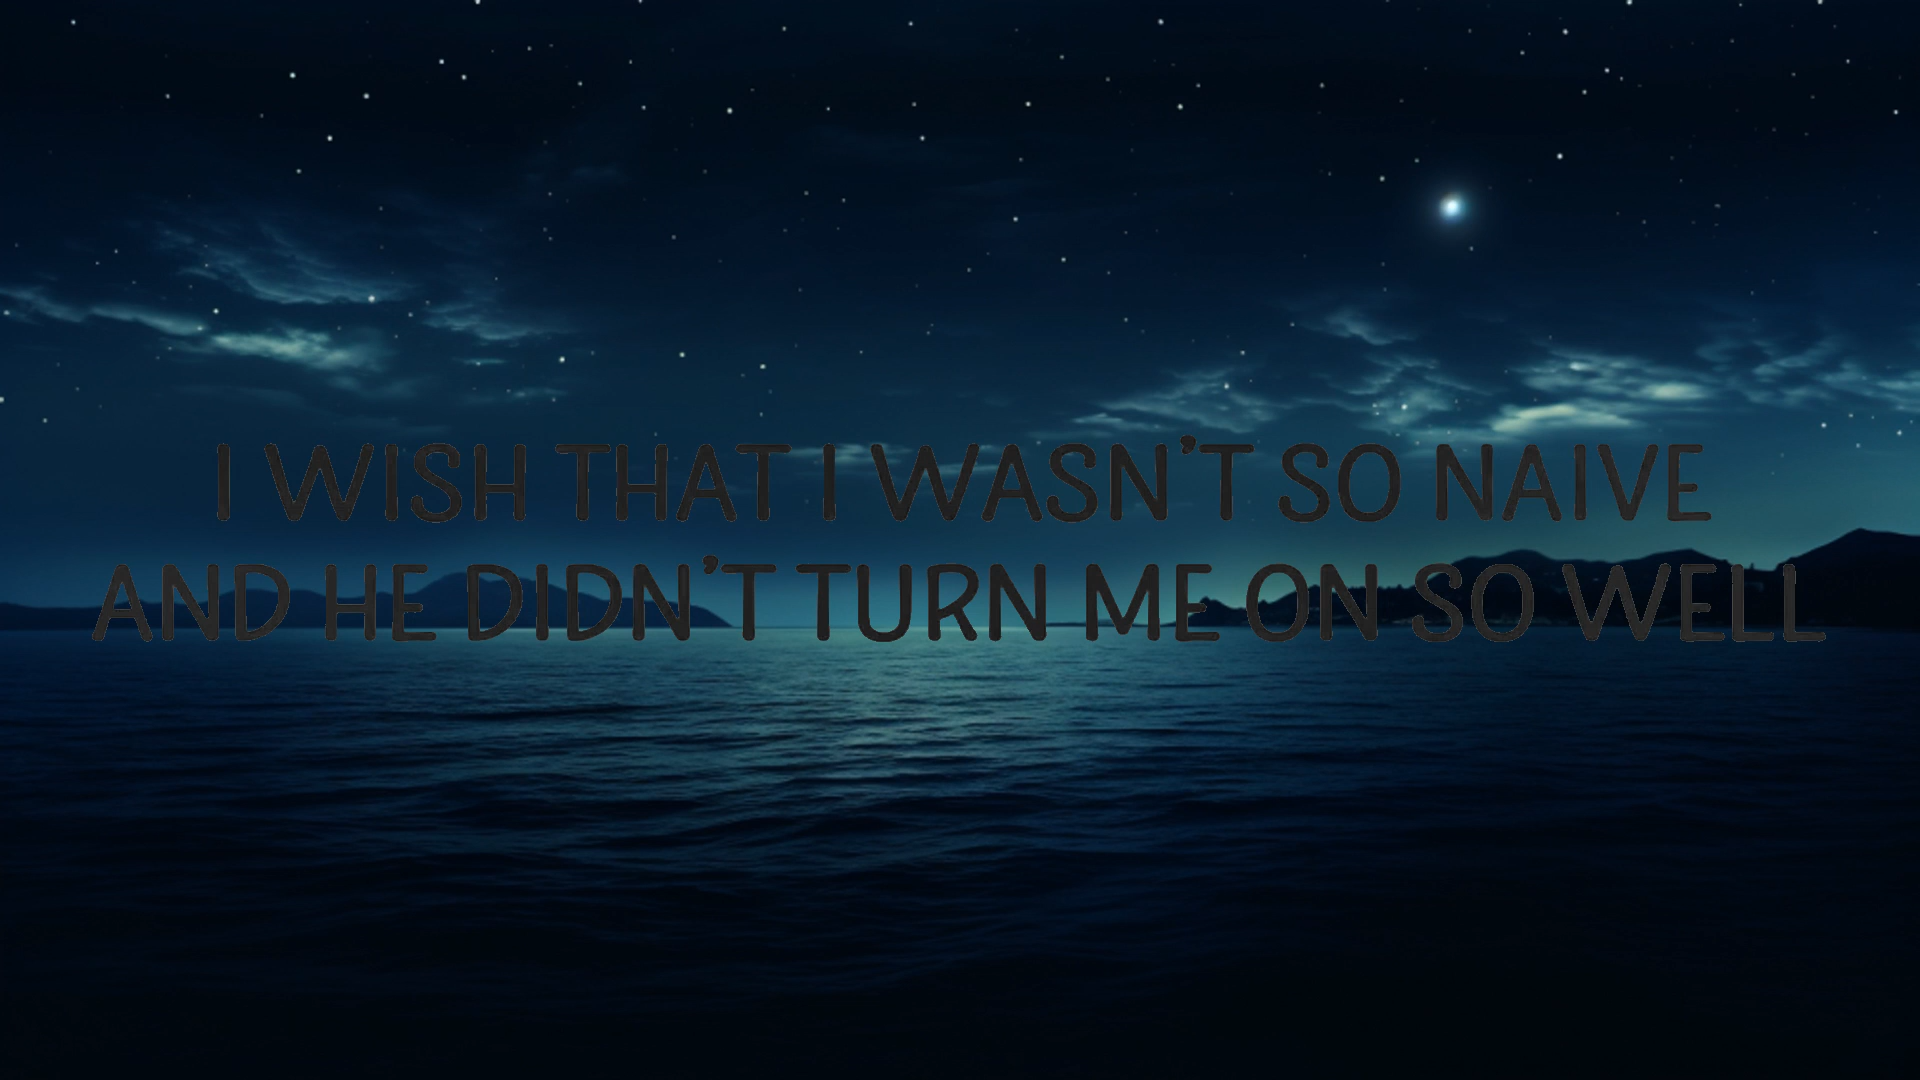 I WISH THAT I WASN'T SO NAIVE
AND HE DIDN'T TURN ME ON SO WELL